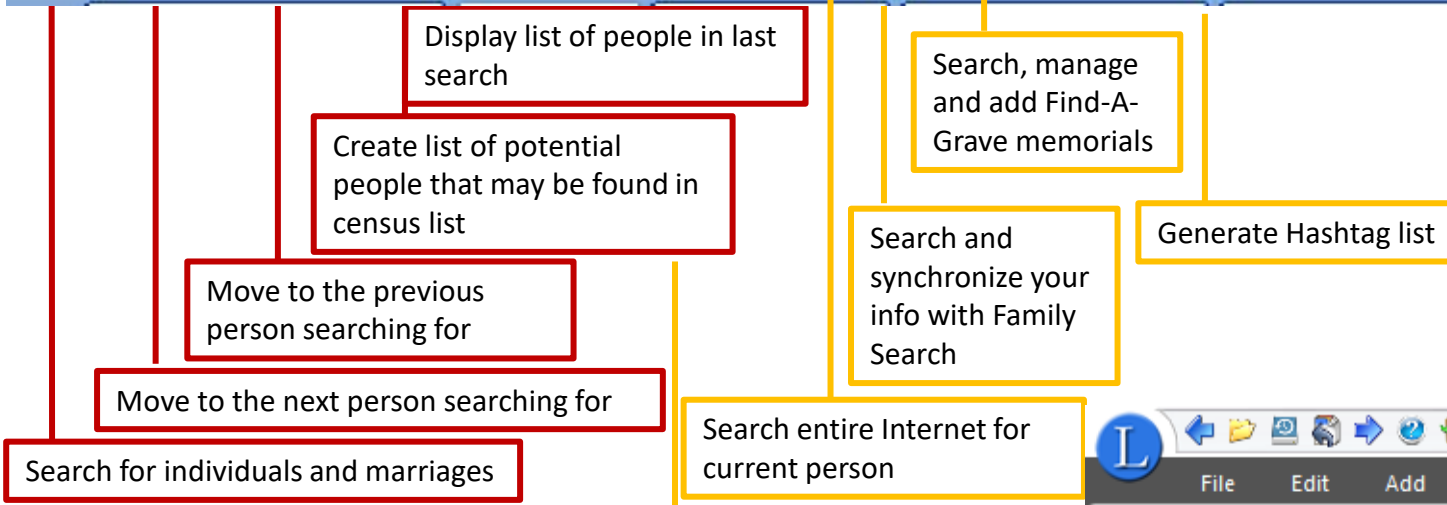 Display list of people in last
search
Create list of potential
people that may be found in
census list
Move to the previous
person searching for
Move to the next person searching for
Search for individuals and marriages
Search, manage
and add Find-A-
Grave memorials
Search and
synchronize your
info with Family
Search
Generate Hashtag list
Search entire Internet for
current person
L
File Edit Add